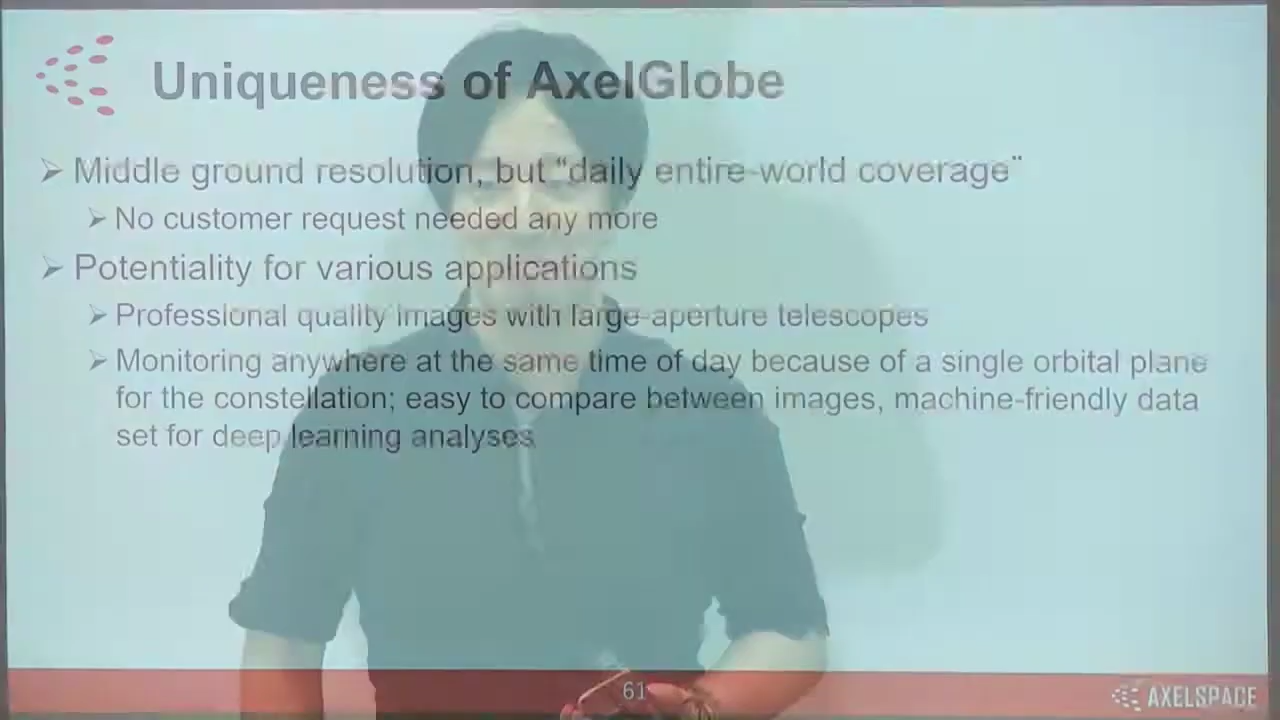 Uniqueness of AxelGlobe
Middle ground resolution, but “daily entire-world coverage”
No customer request needed any more
Potentiality for various applications
Professional quality images with large-aperture telescopes
Monitoring anywhere at the same time of day because of a single orbital plane
for the constellation; easy to compare between images, machine-friendly data
set for deep learning analyses
61
AXELSPACE